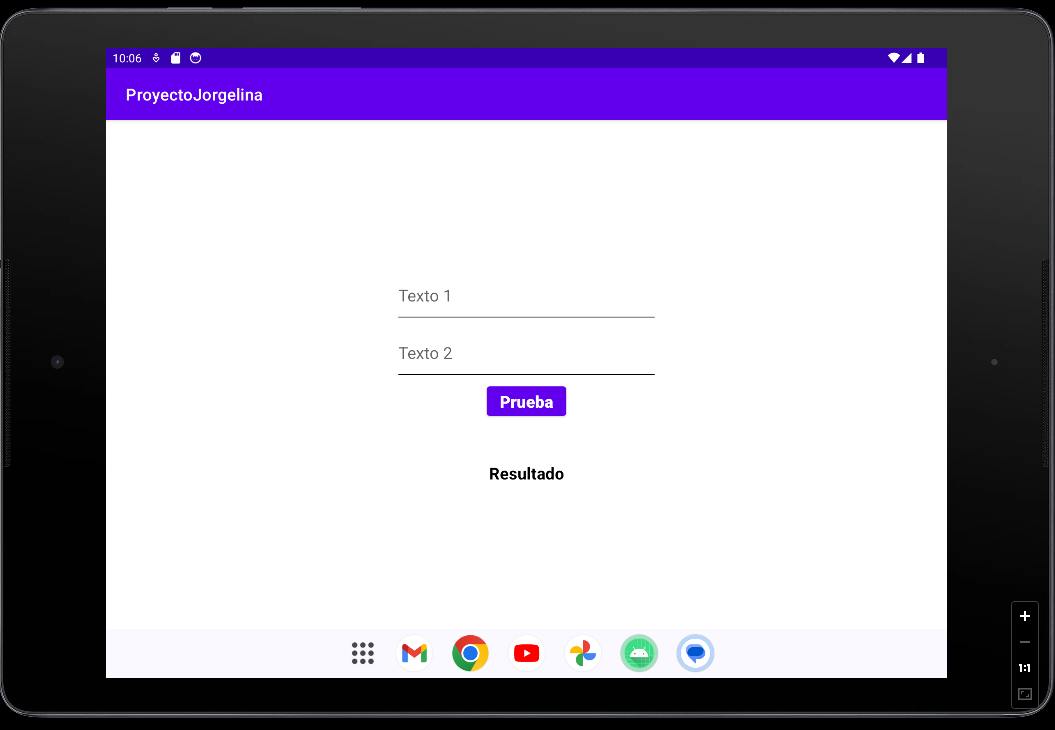 10:06
ProyectoJorgelina
Texto 1
Texto 2
Prueba
Resultado
1:1